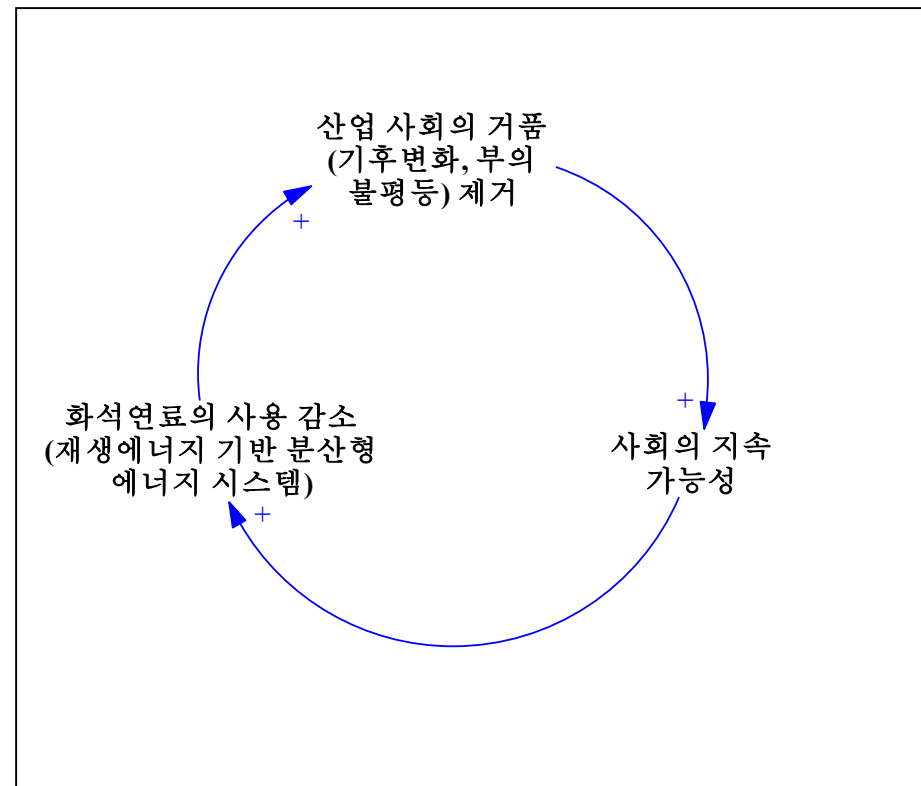 산업 사회의 거품
(기후변화, 부의
불평등) 제거
+
+
화석연료의 사용 감소
(재생에너지 기반 분산형
에너지 시스템)
사회의 지속
가능성
+